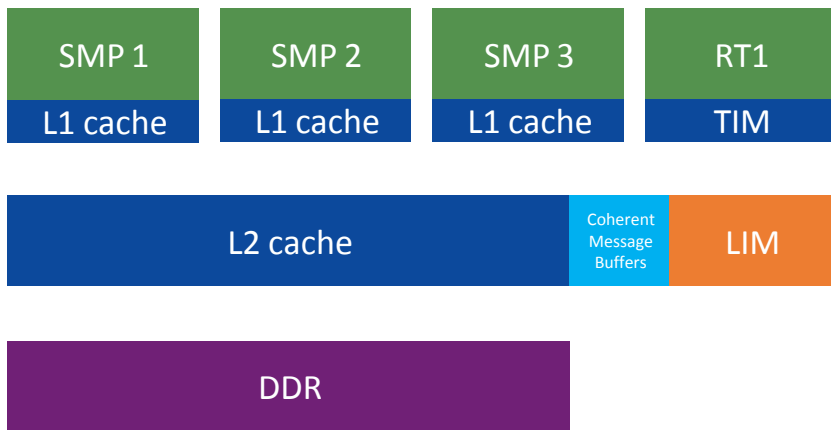 SMP 1
SMP 2
SMP 3
RT1
L1 cache
L1 cache
L1 cache
TIM
L2 cache
Coherent
Message
Buffers
LIM
DDR